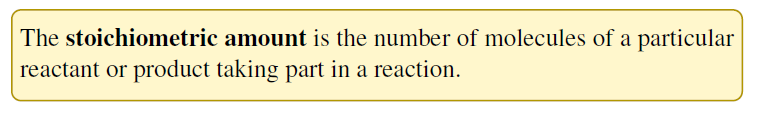 The stoichiometric amount is the number of molecules of a particular
reactant or product taking part in a reaction.